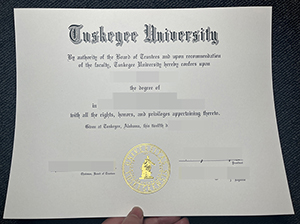 Tuskegee University
By authority of the Board of Trustees and upon recommendation
of the faculty, Tuskegee University hereby confers upon
the degree of
in
with all the rights, honors, and privileges appertaining thereto.
Given at Tuskegee, Alabama, this